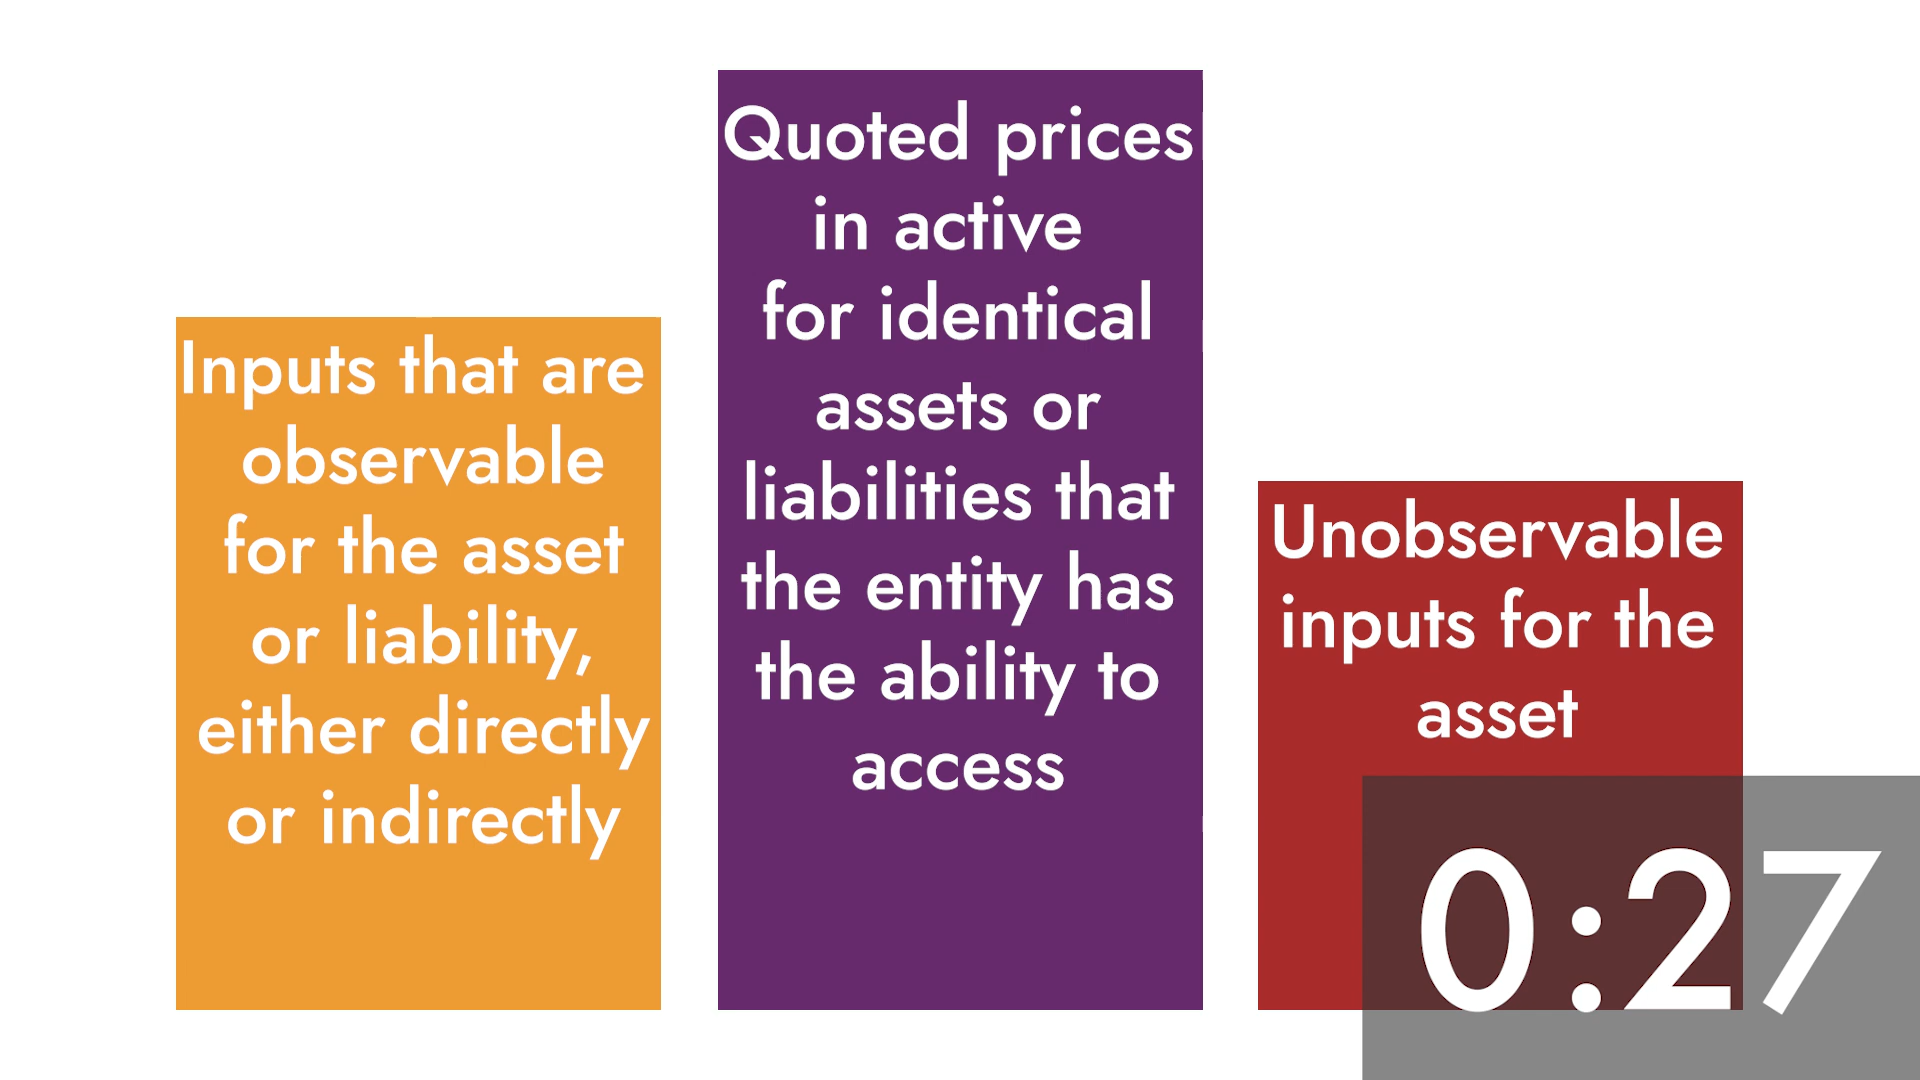 Inputs that are
observable
for the asset
or liability,
either directly
or indirectly
Quoted prices
in active
for identical
assets or
liabilities that
the entity has
the ability to
access
Unobservable
inputs for the
asset
0:27